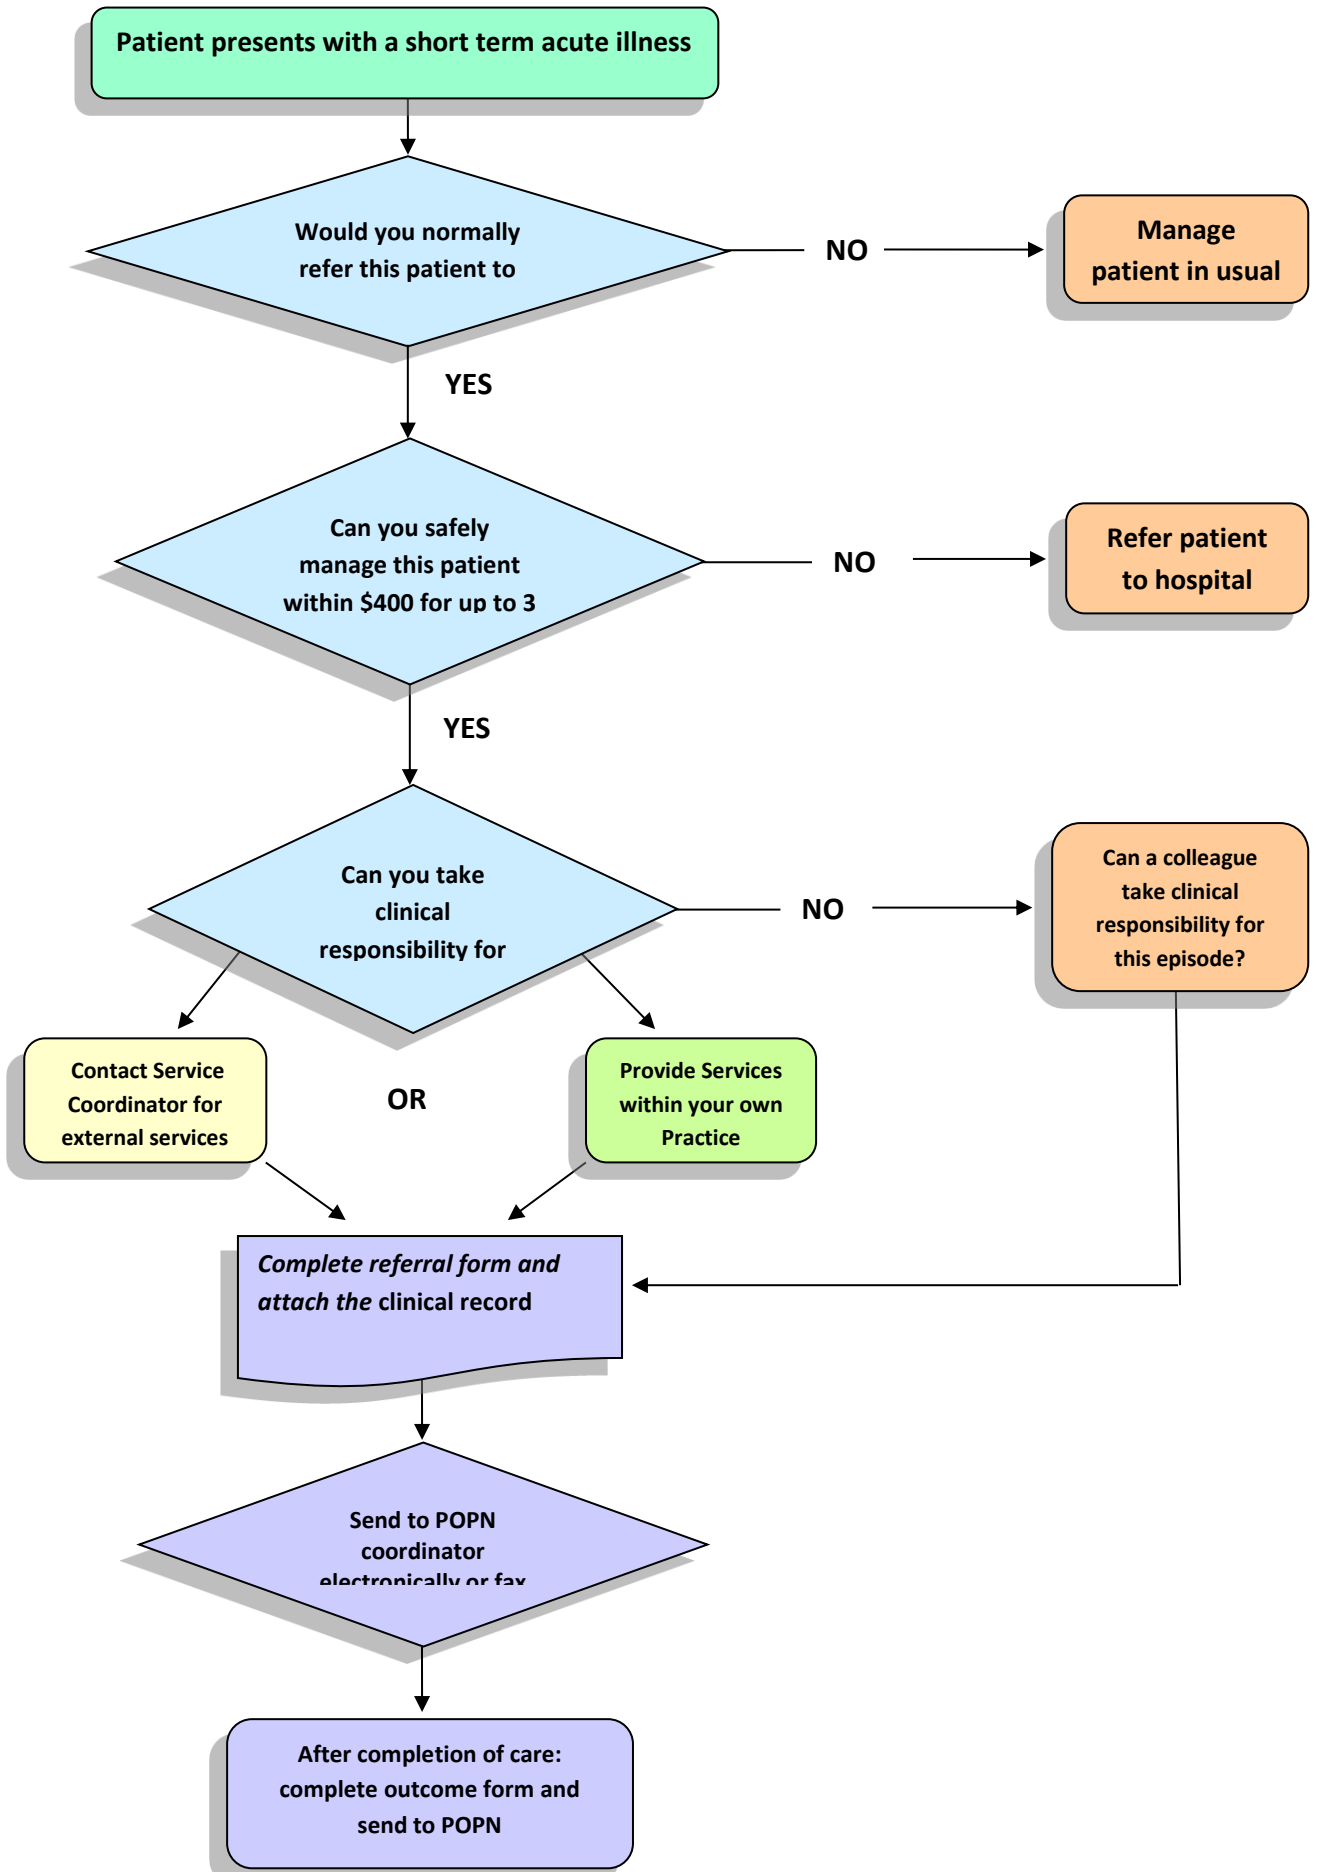 Patient presents with a short term acute illness
Would you normally
refer this patient to
NO
Manage
patient in usual
YES
Can you safely
manage this patient
within $400 for up to 3
NO
Refer patient
to hospital
YES
Can you take
clinical
responsibility for
NO
Can a colleague
take clinical
responsibility for
this episode?
Contact Service
Coordinator for
external services
OR
Provide Services
within your own
Practice
Complete referral form and
attach the clinical record
Send to POPN
coordinator
electronically or fax
After completion of care:
complete outcome form and
send to POPN